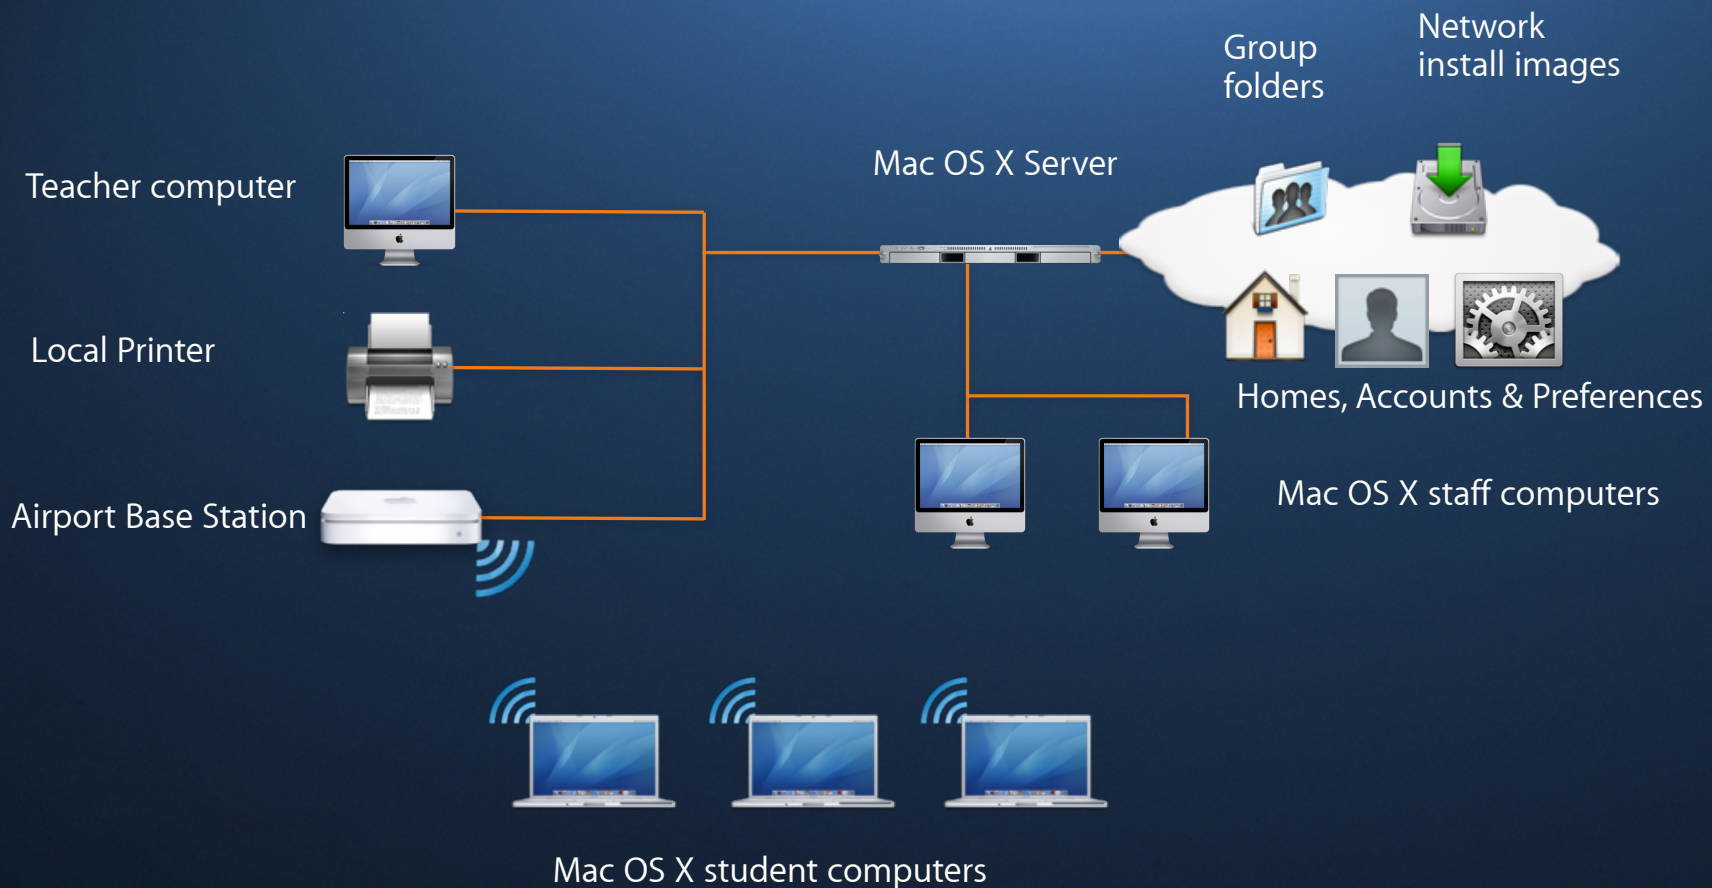 Network
install images
Group
folders
Mac OS X Server
Teacher computer
Local Printer
Homes, Accounts & Preferences
Mac OS X staff computers
Airport Base Station
Mac OS X student computers